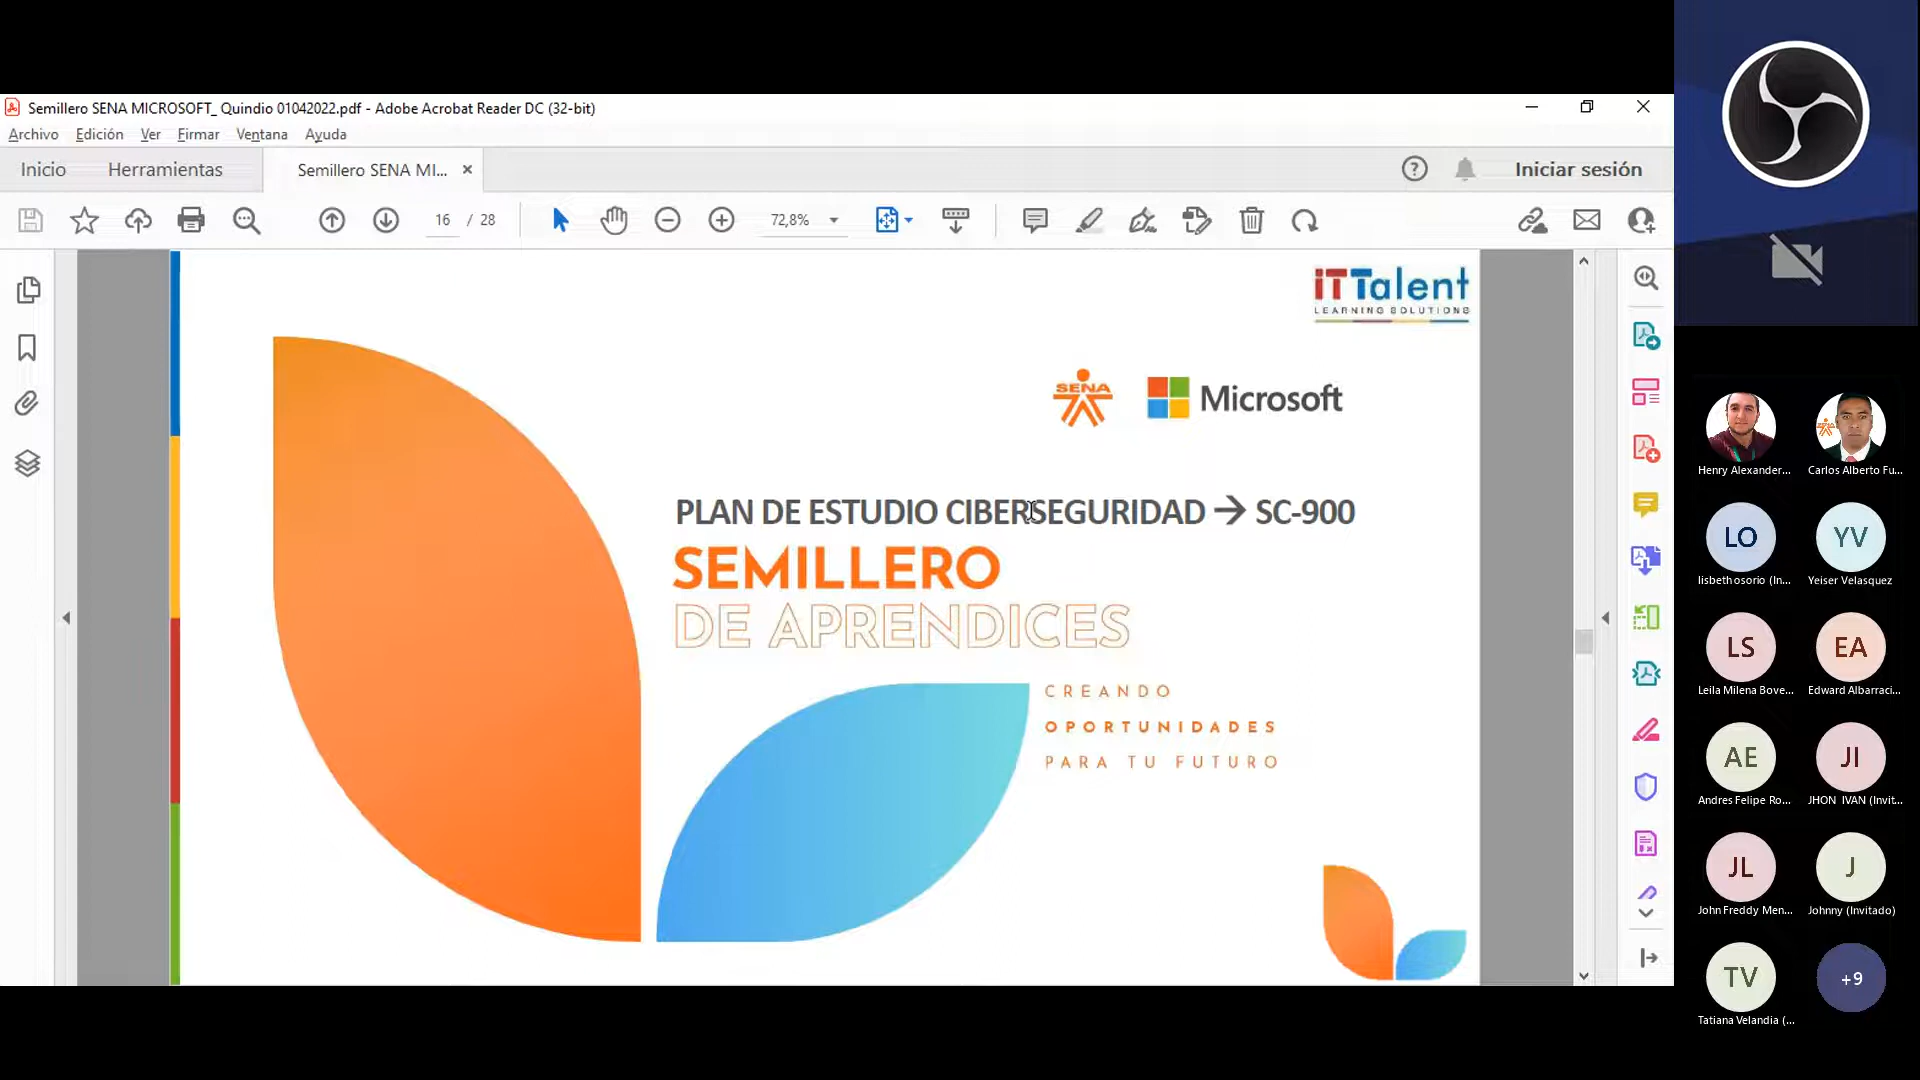 Semillero SENA MICROSOFT_ Quindio 01042022.pdf - Adobe Acrobat Reader DC (32-bit)
Archivo Edición Ver Firmar Ventana Ayuda
Inicio Herramientas Semillero SENA MI... Iniciar sesión
16 / 28 72,8%
iTTalent
LEARNING SOLUTIONS
SENA Microsoft
PLAN DE ESTUDIO CIBERSEGURIDAD → SC-900
SEMILLERO
DE APRENDICES
CREANDO
OPORTUNIDADES
PARA TU FUTURO
Henry Alexander... Carlos Alberto Fu...
LO YV
lisbeth osorio (In... Yeiser Velasquez
LS EA
Leila Milena Bove... Edward Albarraci...
AE JI
Andres Felipe Ro... JHON IVAN (Invit...
JL J
John Freddy Men... Johnny (Invitado)
TV +9
Tatiana Velandia (...